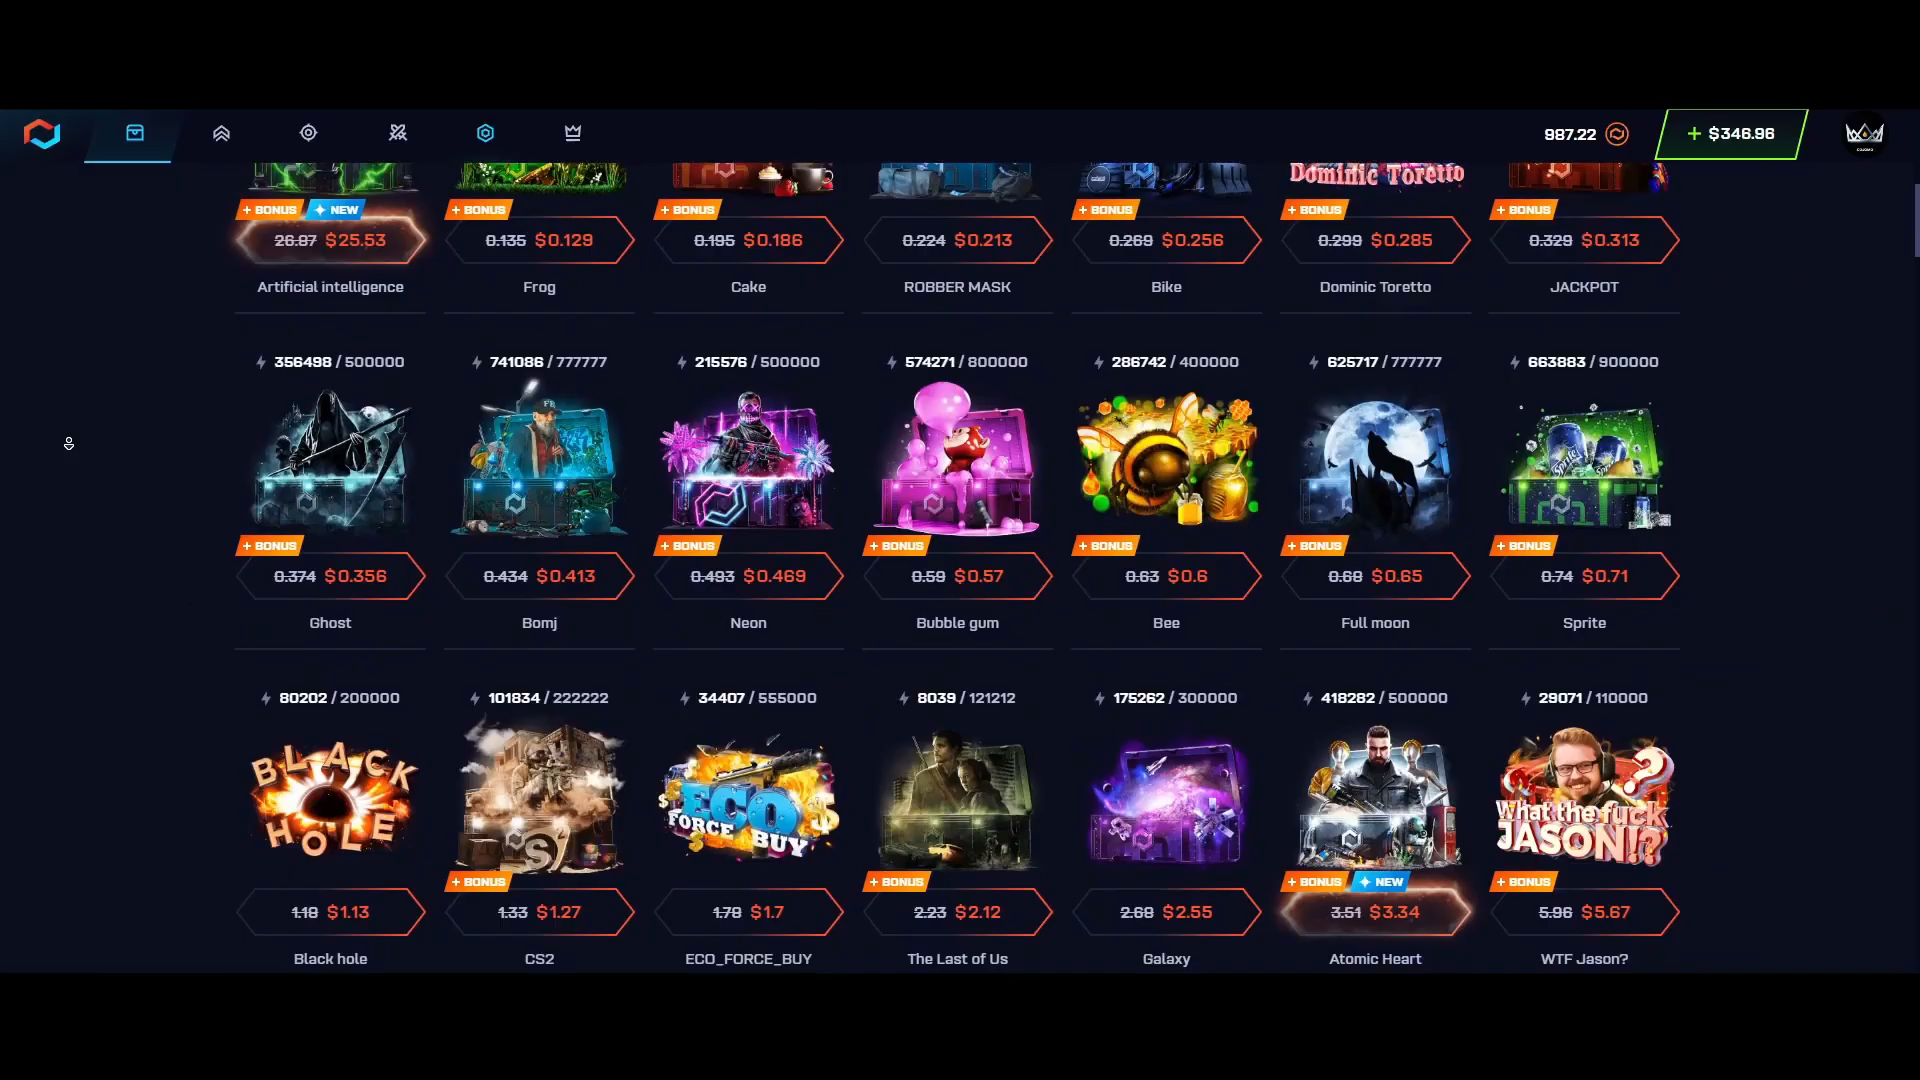 987.22
+ $346.96
Dominic Toretto
+ BONUS
+ NEW
+ BONUS
+ BONUS
+ BONUS
+ BONUS
+ BONUS
26.87 $25.53
0.135 $0.129
0.195 $0.186
0.224 $0.213
0.269 $0.256
0.299 $0.285
0.329 $0.313
Artificial intelligence
Frog
Cake
ROBBER MASK
Bike
Dominic Toretto
JACKPOT
356498 / 500000
741086 / 777777
215576 / 500000
574271 / 800000
286742 / 400000
625717 / 777777
663883 / 900000
Sprite
+ BONUS
+ BONUS
+ BONUS
+ BONUS
+ BONUS
+ BONUS
0.374 $0.356
0.434 $0.413
0.493 $0.469
0.59 $0.57
0.63 $0.6
0.68 $0.65
0.74 $0.71
Ghost
Bomj
Neon
Bubble gum
Bee
Full moon
Sprite
80202 / 200000
101834 / 222222
34407 / 555000
8039 / 121212
175262 / 300000
418282 / 500000
29071 / 110000
BLACK
HOLE
ECO
FORCE BUY
What the fuck
JASON!?
+ BONUS
+ BONUS
+ BONUS
+ NEW
+ BONUS
1.18 $1.13
1.33 $1.27
1.78 $1.7
2.23 $2.12
2.68 $2.55
3.51 $3.34
5.96 $5.67
Black hole
CS2
ECO_FORCE_BUY
The Last of Us
Galaxy
Atomic Heart
WTF Jason?